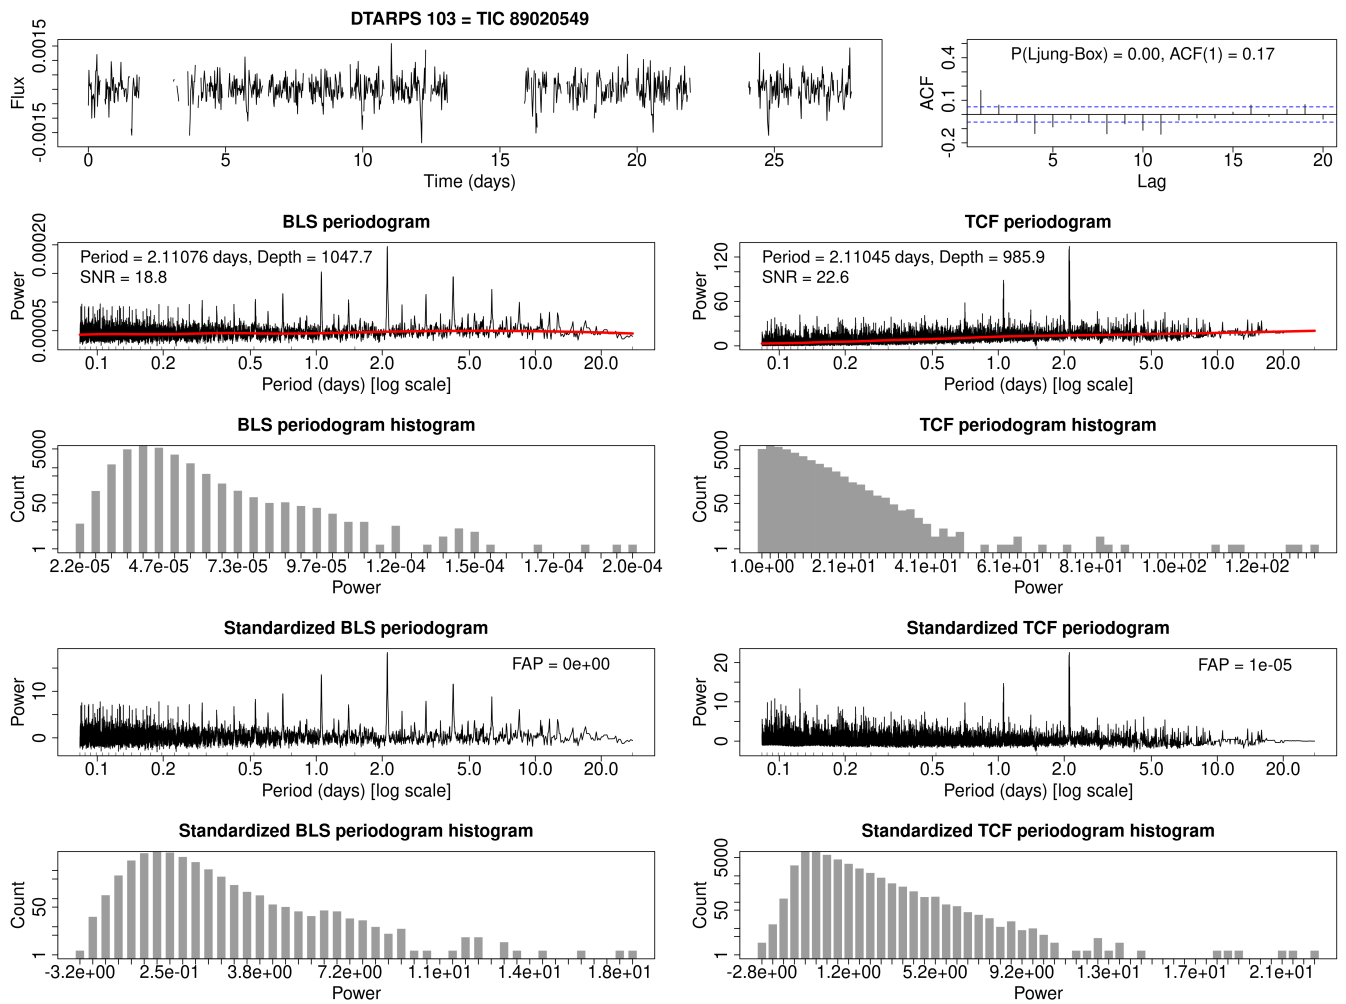 DTARPS 103 = TIC 89020549
Flux
0.0015
-0.0015
0 5 10 15 20 25
Time (days)
P(Ljung-Box) = 0.00, ACF(1) = 0.17
ACF
0.4
0.1
-0.2
5 10 15 20
Lag
BLS periodogram
Period = 2.11076 days, Depth = 1047.7
SNR = 18.8
Power
0.00020
0.00005
0.1 0.2 0.5 1.0 2.0 5.0 10.0 20.0
Period (days) [log scale]
TCF periodogram
Period = 2.11045 days, Depth = 985.9
SNR = 22.6
Power
120
60
0
0.1 0.2 0.5 1.0 2.0 5.0 10.0 20.0
Period (days) [log scale]
BLS periodogram histogram
Count
5000
50
1
2.2e-05 4.7e-05 7.3e-05 9.7e-05 1.2e-04 1.5e-04 1.7e-04 2.0e-04
Power
TCF periodogram histogram
Count
5000
50
1
1.0e+00 2.1e+01 4.1e+01 6.1e+01 8.1e+01 1.0e+02 1.2e+02
Power
Standardized BLS periodogram
FAP = 0e+00
Power
10
0
0.1 0.2 0.5 1.0 2.0 5.0 10.0 20.0
Period (days) [log scale]
Standardized TCF periodogram
FAP = 1e-05
Power
20
10
0
0.1 0.2 0.5 1.0 2.0 5.0 10.0 20.0
Period (days) [log scale]
Standardized BLS periodogram histogram
Count
50
1
-3.2e+00 2.5e-01 3.8e+00 7.2e+00 1.1e+01 1.4e+01 1.8e+01
Power
Standardized TCF periodogram histogram
Count
5000
50
1
-2.8e+00 1.2e+00 5.2e+00 9.2e+00 1.3e+01 1.7e+01 2.1e+01
Power